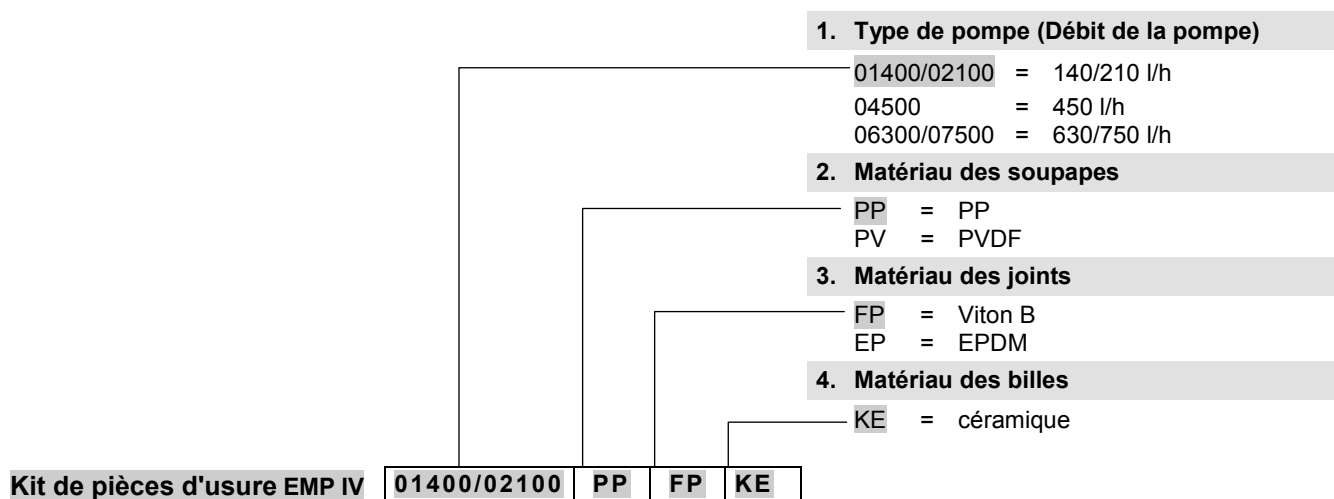 1. Type de pompe (Débit de la pompe)
01400/02100 = 140/210 l/h
04500 = 450 l/h
06300/07500 = 630/750 l/h
2. Matériau des soupapes
PP = PP
PV = PVDF
3. Matériau des joints
FP = Viton B
EP = EPDM
4. Matériau des billes
KE = céramique
Kit de pièces d'usure EMP IV 01400/02100 PP FP KE